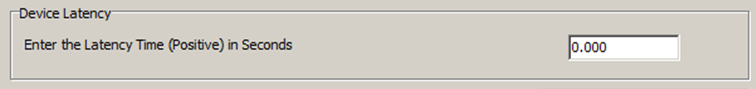 Device Latency
Enter the Latency Time (Positive) in Seconds 0.000